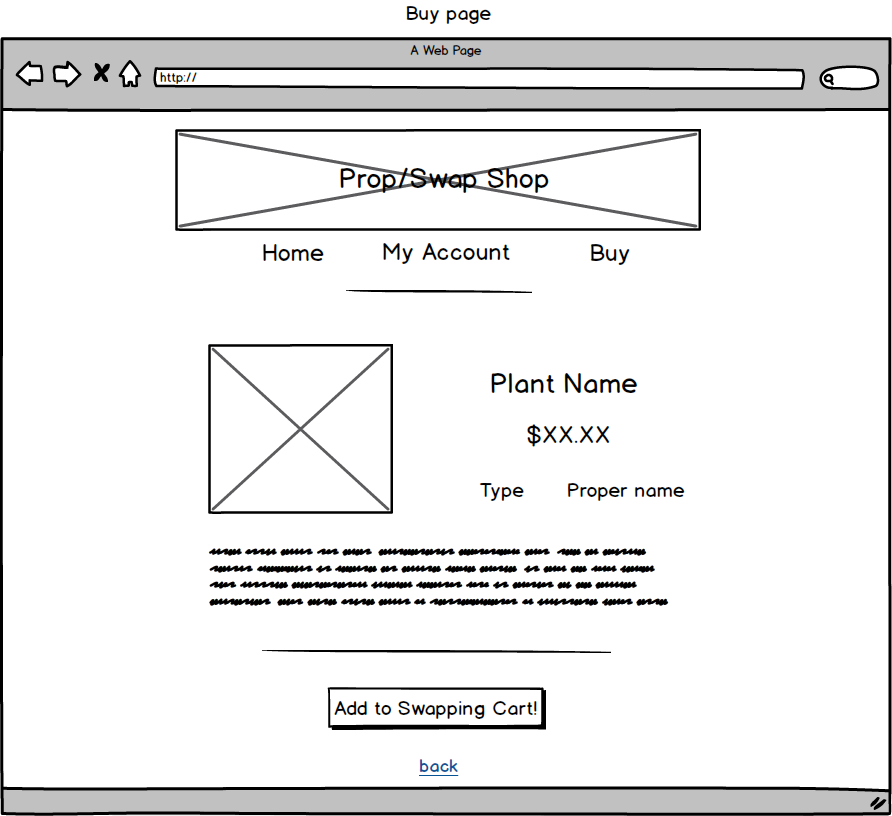 Buy page
A Web Page
http://
Prop/Swap Shop
Home My Account Buy
Plant Name
$XX.XX
Type Proper name
Add to Swapping Cart!
back